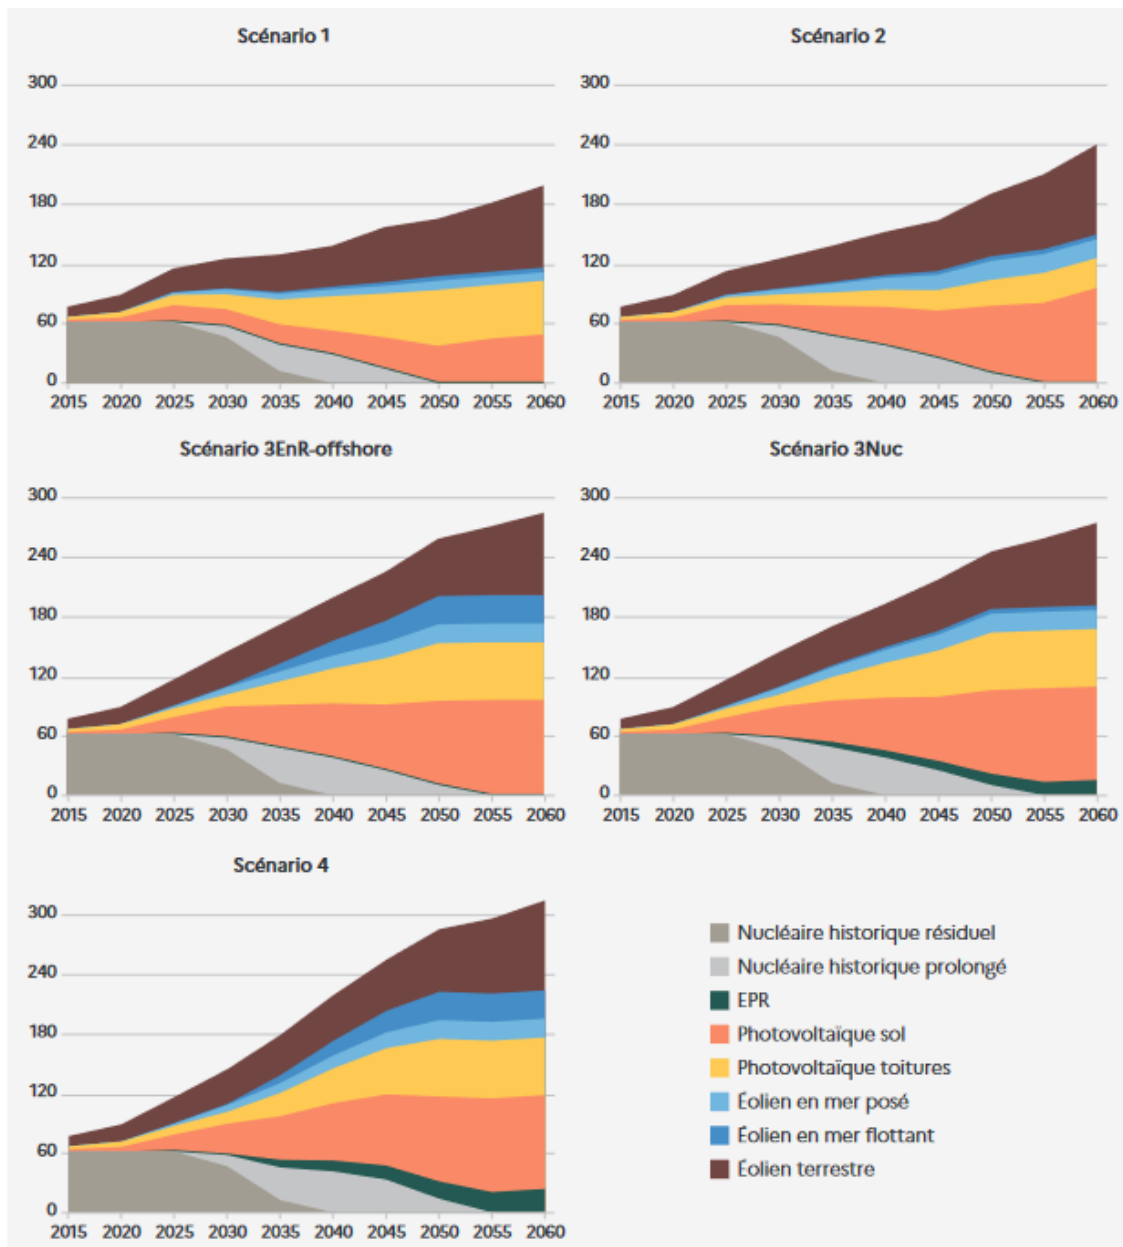 Scénario 1
300
240
180
120
60
0
2015 2020 2025 2030 2035 2040 2045 2050 2055 2060
Scénario 2
300
240
180
120
60
0
2015 2020 2025 2030 2035 2040 2045 2050 2055 2060
Scénario 3EnR-offshore
300
240
180
120
60
0
2015 2020 2025 2030 2035 2040 2045 2050 2055 2060
Scénario 3Nuc
300
240
180
120
60
0
2015 2020 2025 2030 2035 2040 2045 2050 2055 2060
Scénario 4
300
240
180
120
60
0
2015 2020 2025 2030 2035 2040 2045 2050 2055 2060
Nucléaire historique résiduel
Nucléaire historique prolongé
EPR
Photovoltaïque sol
Photovoltaïque toitures
Éolien en mer posé
Éolien en mer flottant
Éolien terrestre